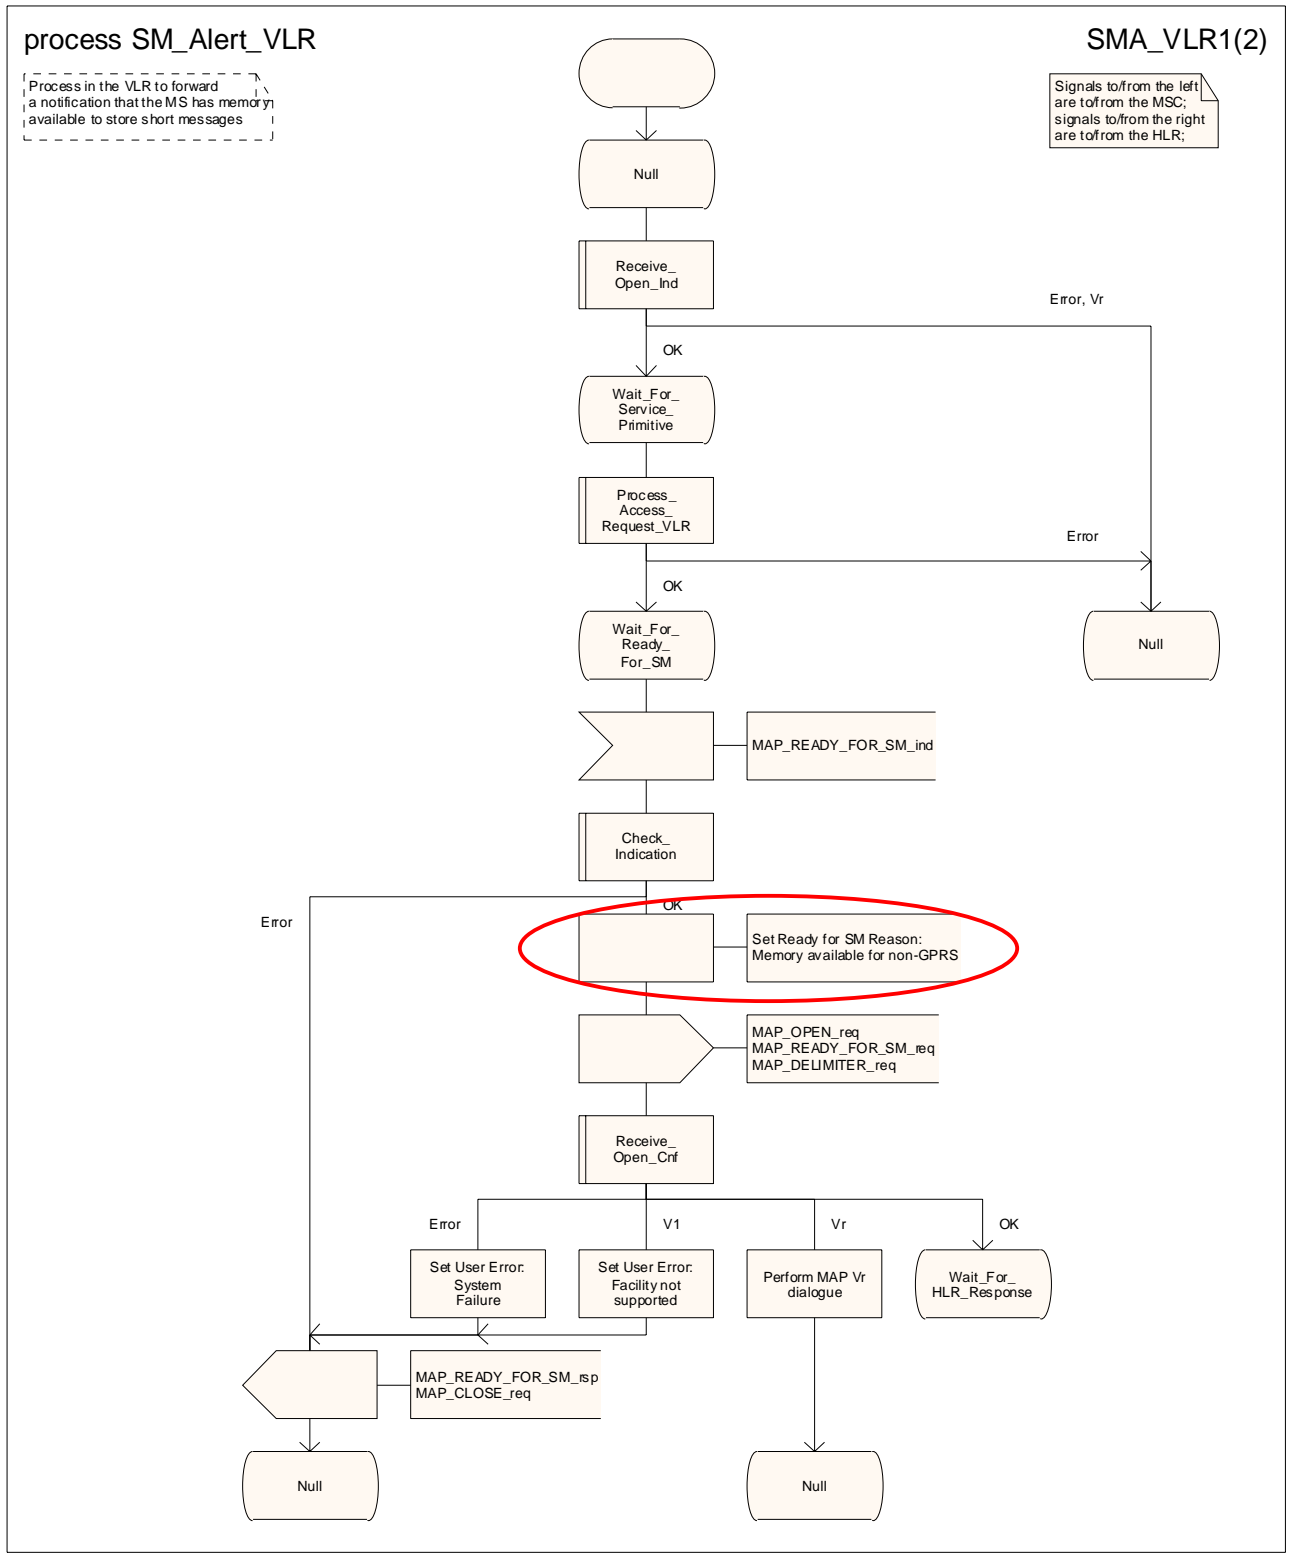 process SM_Alert_VLR
SMA_VLR1(2)
Process in the VLR to forward
a notification that the MS has memory
available to store short messages
Signals to/from the left
are to/from the MSC;
signals to/from the right
are to/from the HLR;
Null
Receive_
Open_Ind
Error, Vr
OK
Wait_For_
Service_
Primitive
Process_
Access_
Request_VLR
Error
OK
Wait_For_
Ready_
For_SM
Null
MAP_READY_FOR_SM_ind
Check_
Indication
Error
OK
Set Ready for SM Reason:
Memory available for non-GPRS
MAP_OPEN_req
MAP_READY_FOR_SM_req
MAP_DELIMITER_req
Receive_
Open_Cnf
Error
V1
Vr
OK
Set User Error:
System
Failure
Set User Error:
Facility not
supported
Perform MAP Vr
dialogue
Wait_For_
HLR_Response
MAP_READY_FOR_SM_rsp
MAP_CLOSE_req
Null
Null